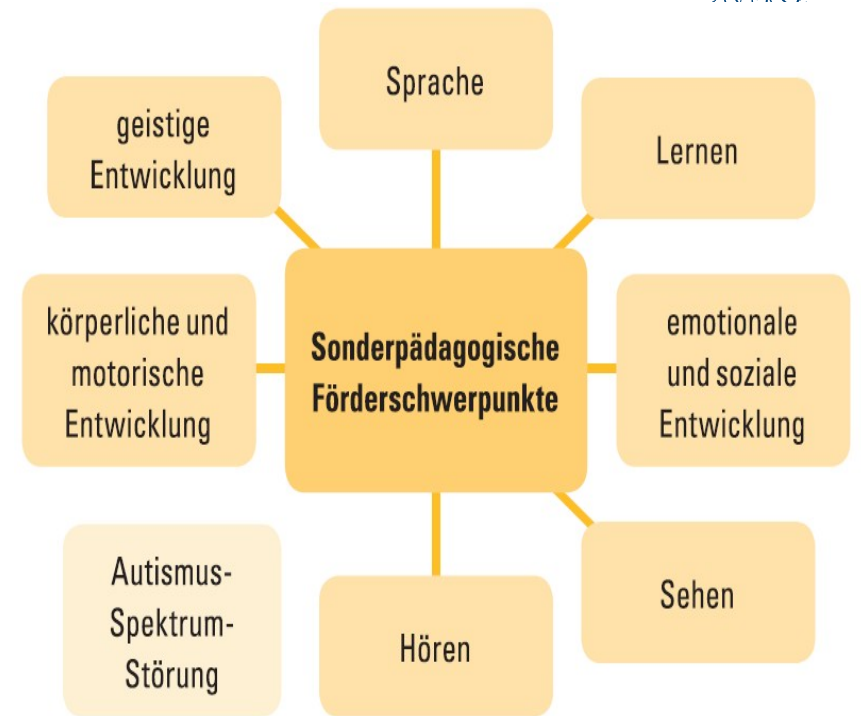 Sprache
geistige
Entwicklung
Lernen
körperliche und
motorische
Entwicklung
Sonderpädagogische
Förderschwerpunkte
emotionale
und soziale
Entwicklung
Autismus-
Spektrum-
Störung
Hören
Sehen